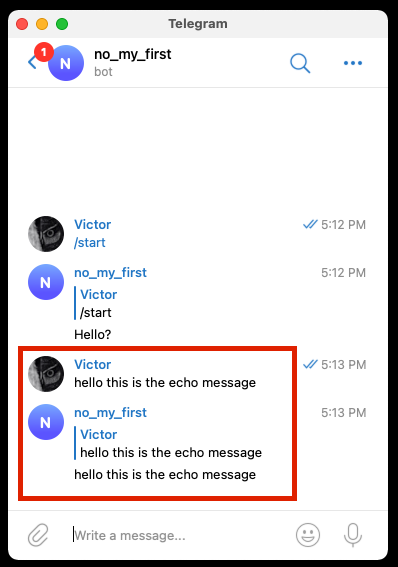 Telegram
1
N
no_my_first
bot
Victor
5:12 PM
/start
N
no_my_first
5:12 PM
Victor
/start
Hello?
Victor
5:13 PM
hello this is the echo message
N
no_my_first
5:13 PM
Victor
hello this is the echo message
hello this is the echo message
Write a message...